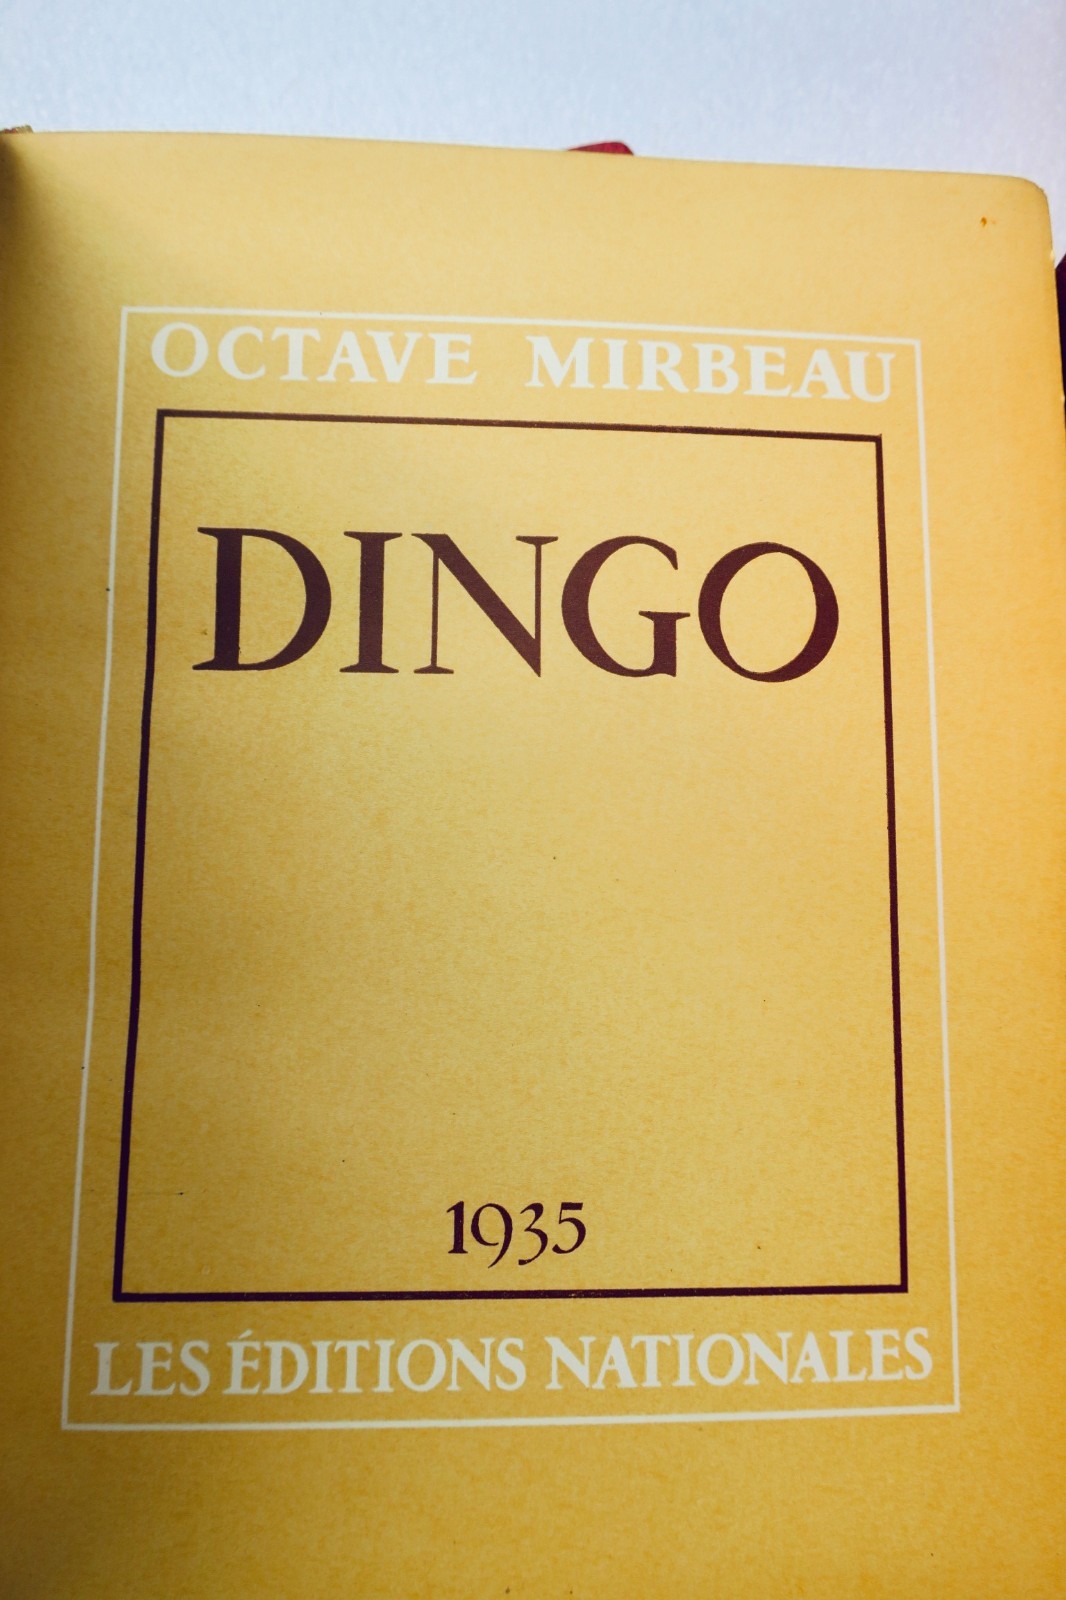 OCTAVE MIRBEAU
DINGO
1935
LES ÉDITIONS NATIONALES